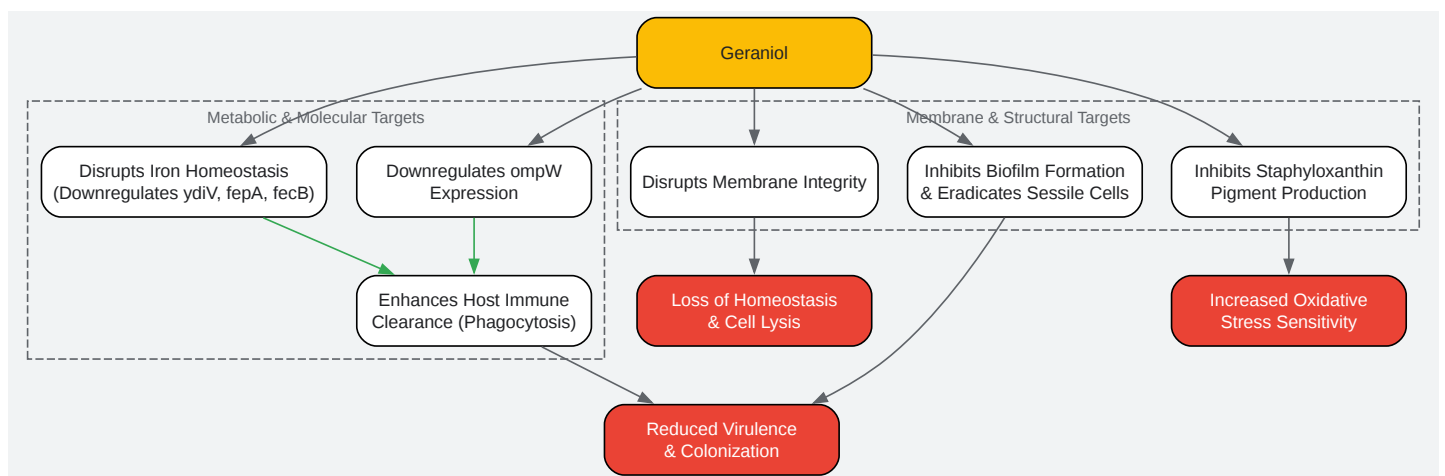 Geraniol
Metabolic & Molecular Targets
Membrane & Structural Targets
Disrupts Iron Homeostasis
(Downregulates ydiV, fepA, fecB)
Downregulates ompW
Expression
Disrupts Membrane Integrity
Inhibits Biofilm Formation
& Eradicates Sessile Cells
Inhibits Staphyloxanthin
Pigment Production
Enhances Host Immune
Clearance (Phagocytosis)
Loss of Homeostasis
& Cell Lysis
Increased Oxidative
Stress Sensitivity
Reduced Virulence
& Colonization